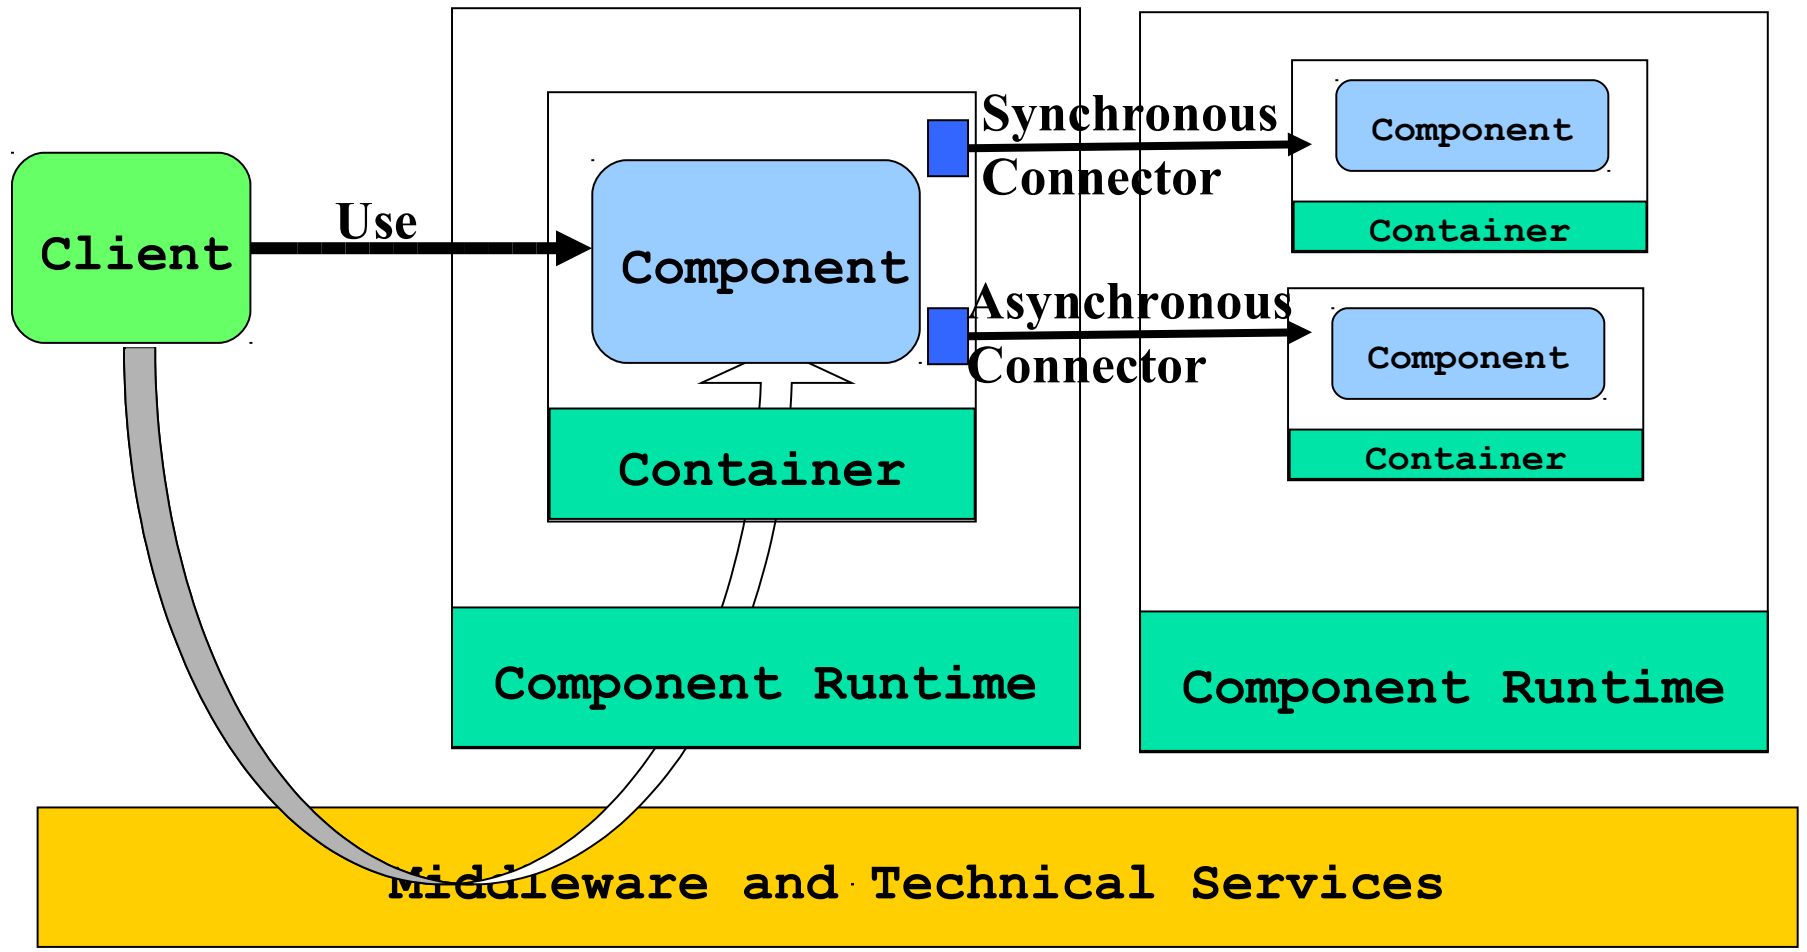 Client
Use
Component
Container
Component Runtime
Synchronous
Connector
Asynchronous
Connector
Component
Container
Component
Container
Component Runtime
Middleware and Technical Services